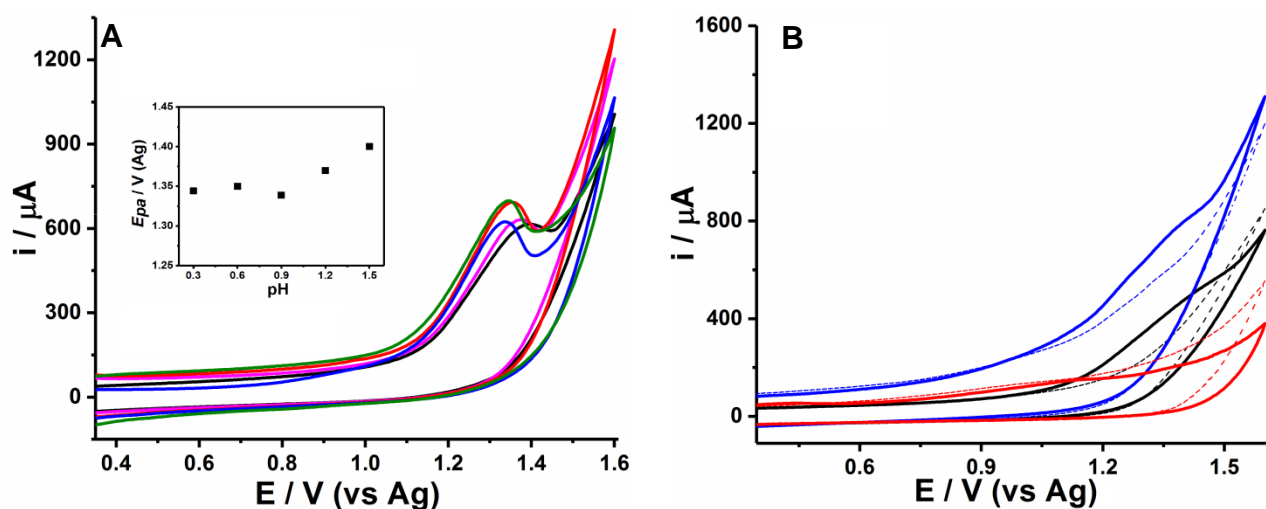 A
1200
900
600
300
0
i / μA
0.4 0.6 0.8 1.0 1.2 1.4 1.6
E / V (vs Ag)
1.45
1.40
1.35
1.30
1.25
Epa / V (Ag)
0.3 0.6 0.9 1.2 1.5
pH
B
1600
1200
800
400
0
i / μA
0.6 0.9 1.2 1.5
E / V (vs Ag)